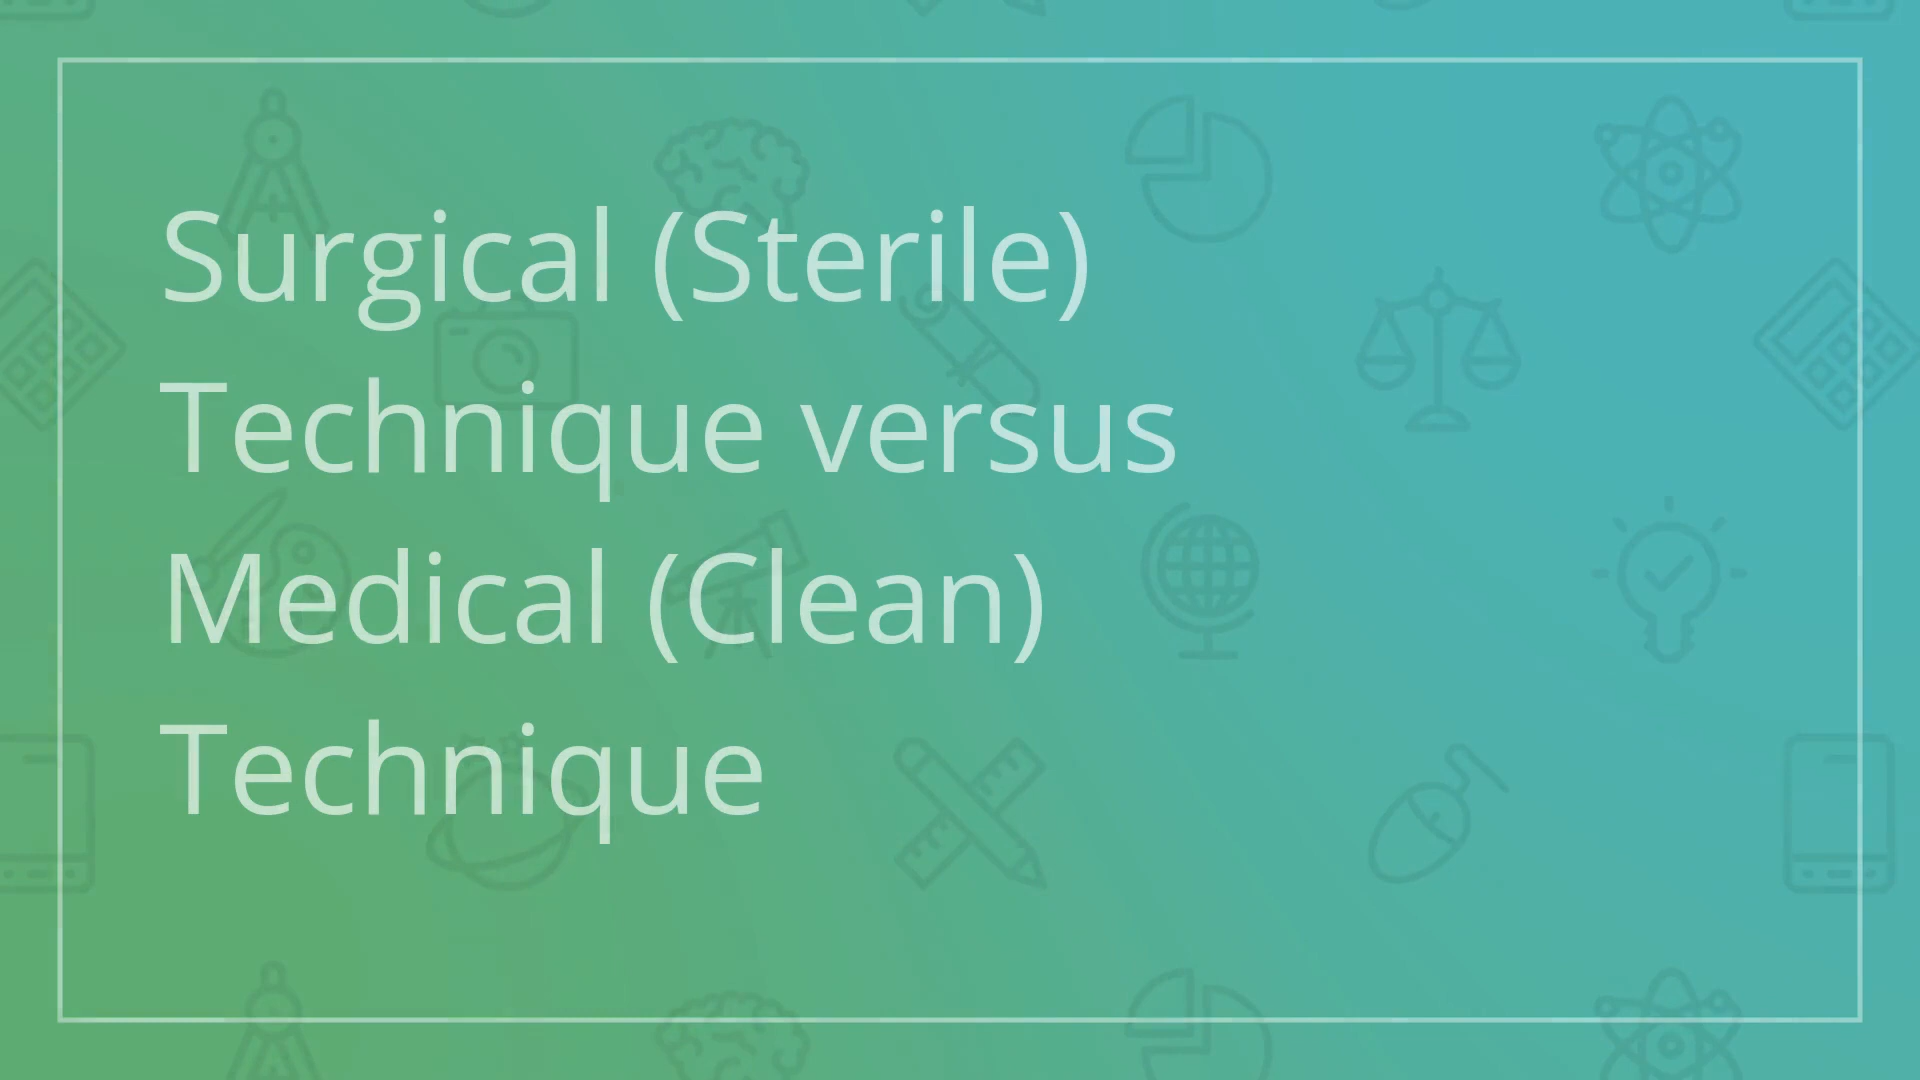 Surgical (Sterile)
Technique versus
Medical (Clean)
Technique